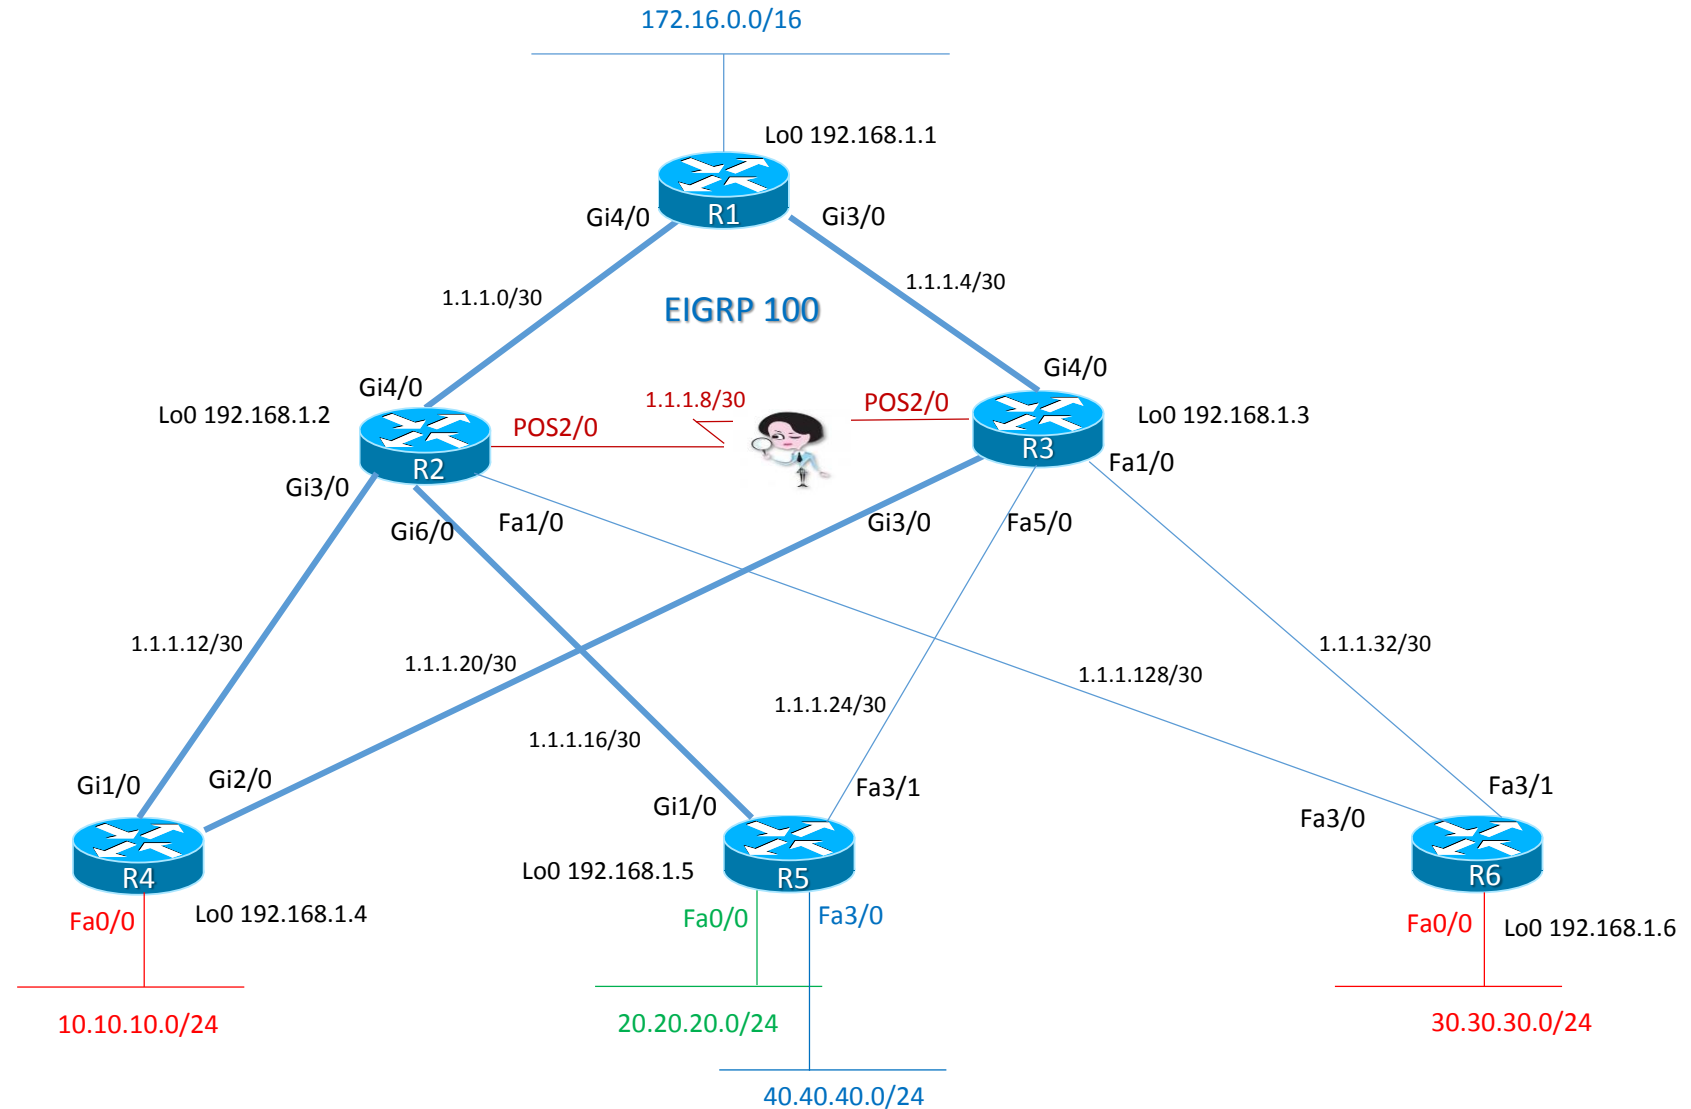 172.16.0.0/16
Lo0 192.168.1.1
R1
Gi4/0
Gi3/0
1.1.1.0/30
1.1.1.4/30
EIGRP 100
Gi4/0
Gi4/0
Lo0 192.168.1.2
1.1.1.8/30
POS2/0
Lo0 192.168.1.3
POS2/0
R2
R3
Fa1/0
Gi3/0
Gi6/0
Fa1/0
Gi3/0
Fa5/0
1.1.1.12/30
1.1.1.20/30
1.1.1.32/30
1.1.1.128/30
1.1.1.24/30
1.1.1.16/30
Gi1/0
Gi2/0
Gi1/0
Fa3/1
Fa3/1
Fa3/0
R4
Lo0 192.168.1.5
R5
R6
Fa0/0
Lo0 192.168.1.4
Fa0/0
Fa3/0
Fa0/0
Lo0 192.168.1.6
10.10.10.0/24
20.20.20.0/24
30.30.30.0/24
40.40.40.0/24